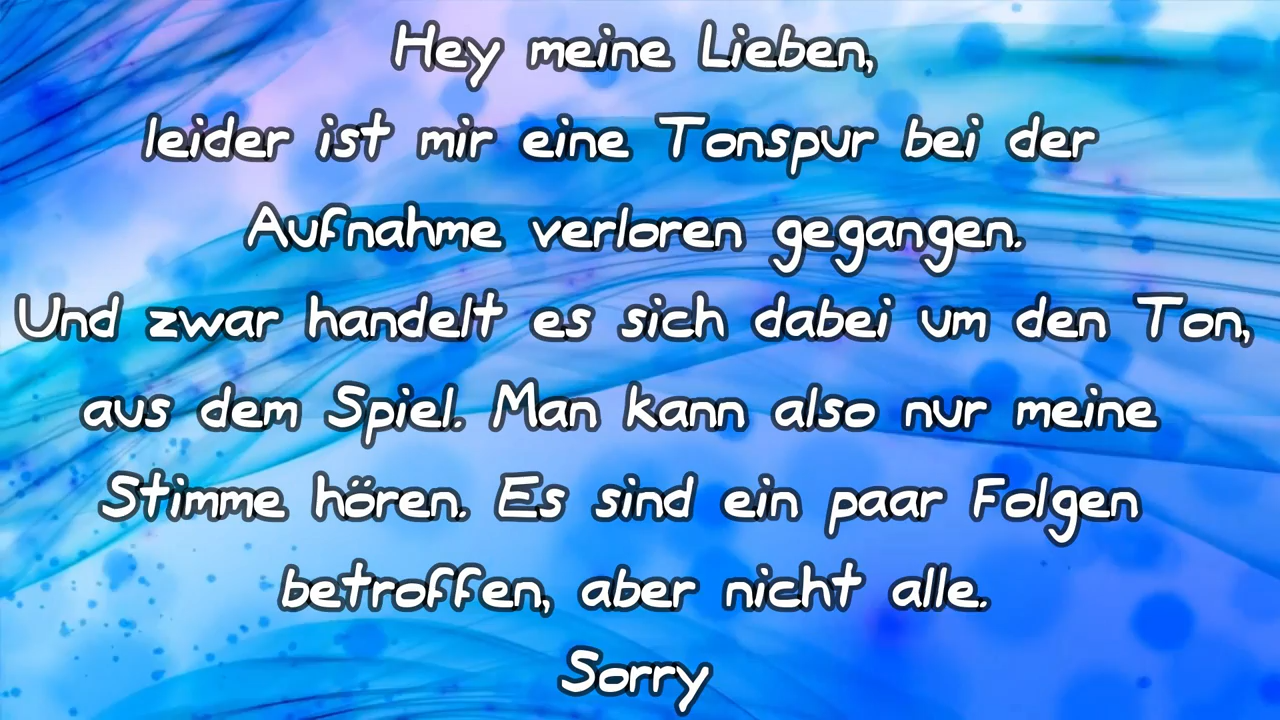 Hey meine Lieben,
leider ist mir eine Tonspur bei der
Aufnahme verloren gegangen.
Und zwar handelt es sich dabei um den Ton,
aus dem Spiel. Man kann also nur meine
Stimme hören. Es sind ein paar Folgen
betroffen, aber nicht alle.
Sorry